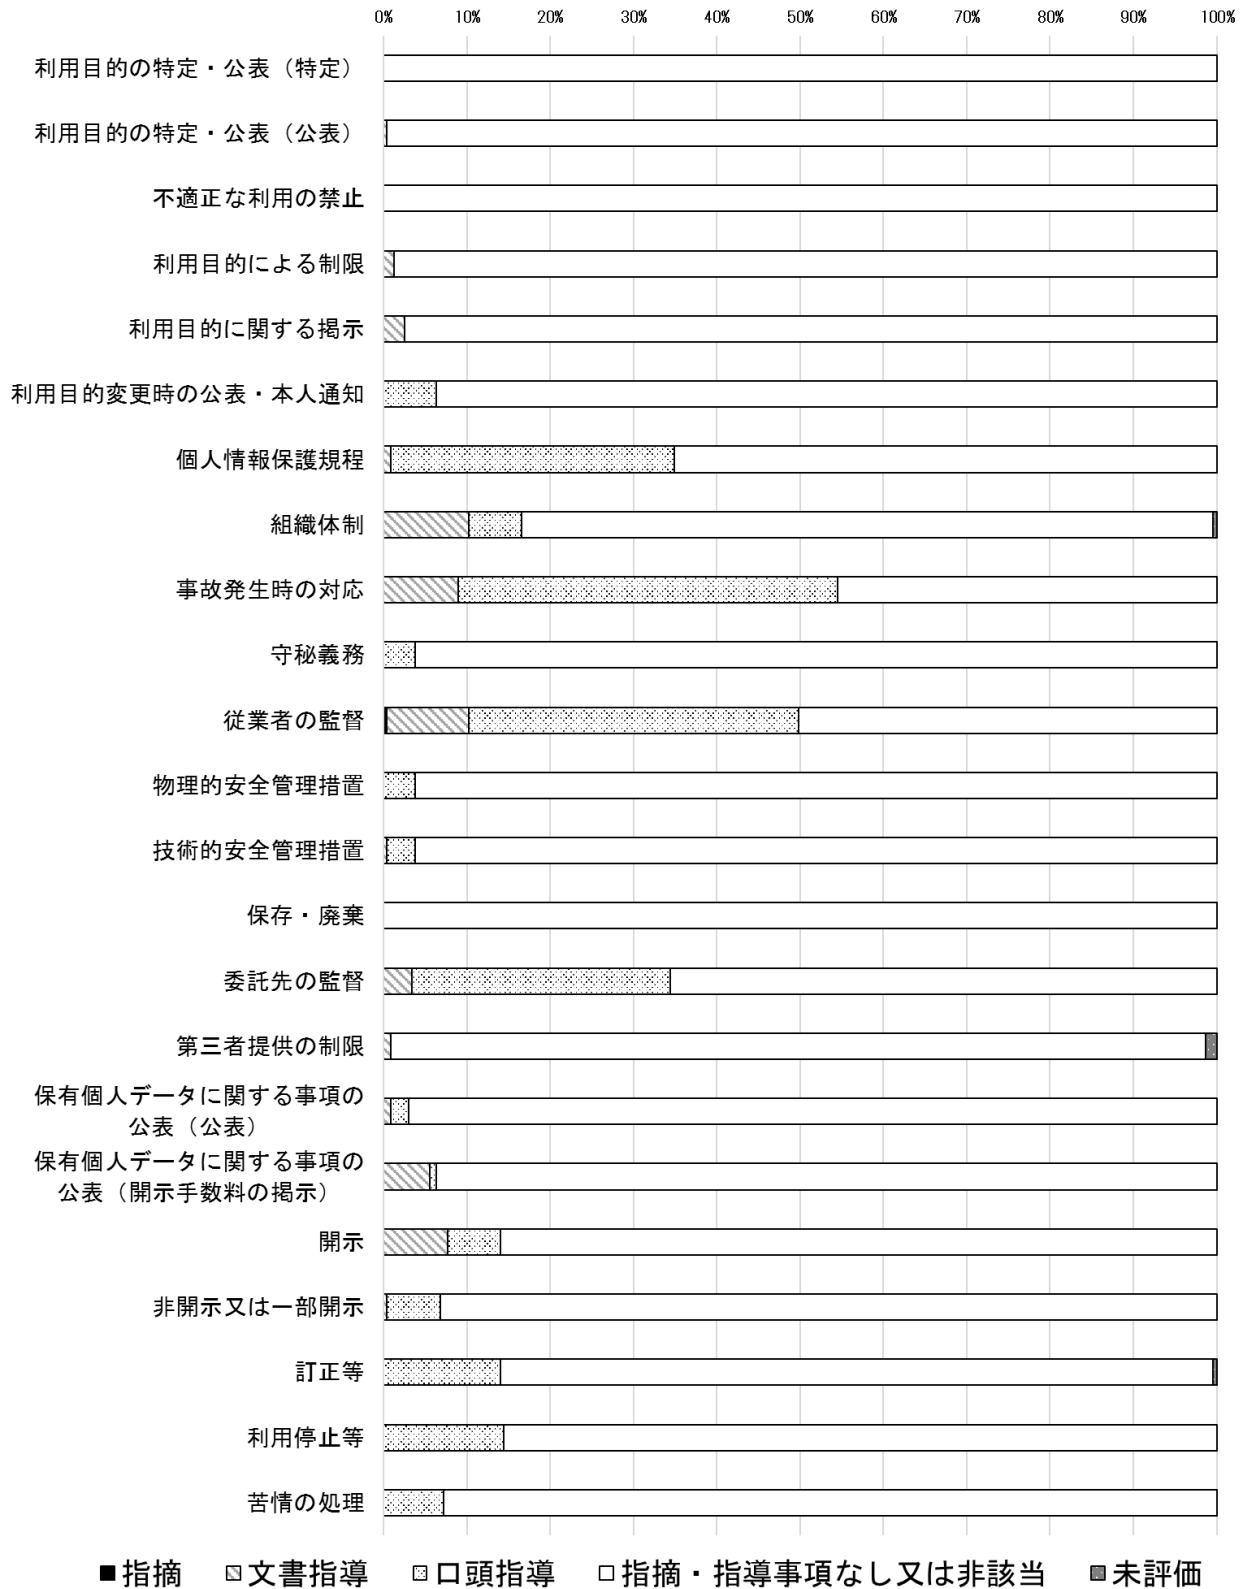 0% 10% 20% 30% 40% 50% 60% 70% 80% 90% 100%
利用目的の特定・公表（特定）
利用目的の特定・公表（公表）
不適正な利用の禁止
利用目的による制限
利用目的に関する掲示
利用目的変更時の公表・本人通知
個人情報保護規程
組織体制
事故発生時の対応
守秘義務
従業者の監督
物理的安全管理措置
技術的安全管理措置
保存・廃棄
委託先の監督
第三者提供の制限
保有個人データに関する事項の
公表（公表）
保有個人データに関する事項の
公表（開示手数料の掲示）
開示
非開示又は一部開示
訂正等
利用停止等
苦情の処理
指摘 文書指導 口頭指導 指摘・指導事項なし又は非該当 未評価